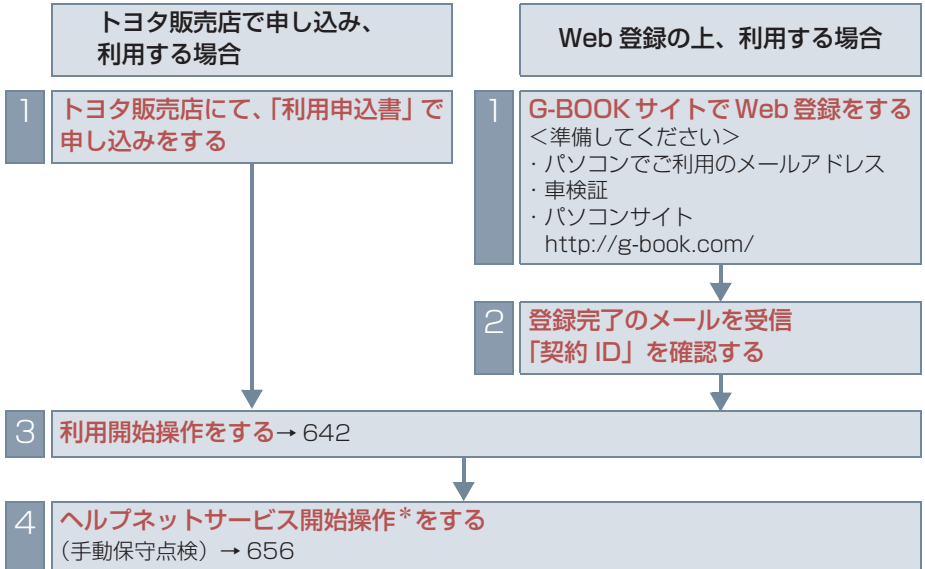 トヨタ販売店で申し込み、
利用する場合
1
トヨタ販売店にて、「利用申込書」で
申し込みをする
Web 登録の上、利用する場合
1
G-BOOK サイトで Web 登録をする
＜準備してください＞
・パソコンでご利用のメールアドレス
・車検証
・パソコンサイト
http://g-book.com/
2
登録完了のメールを受信
「契約 ID」を確認する
3
利用開始操作をする→ 642
4
ヘルプネットサービス開始操作＊をする
（手動保守点検）→ 656